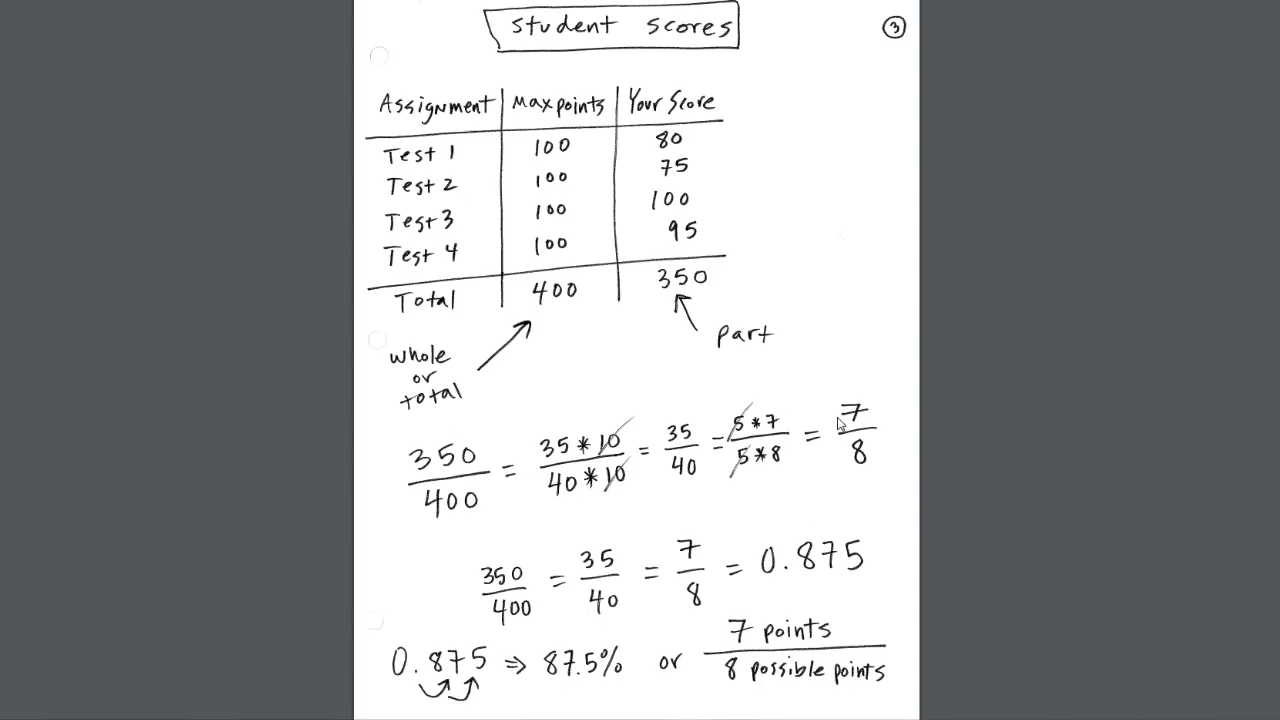 Student Scores
3
Assignment Max points Your Score
Test 1 100 80
Test 2 100 75
Test 3 100 100
Test 4 100 95
Total 400 350
whole
or
total
part
350/400 = 35*10/40*10 = 35/40 = 5*7/5*8 = 7/8
350/400 = 35/40 = 7/8 = 0.875
0.875 ⇒ 87.5% or 7 points/8 possible points